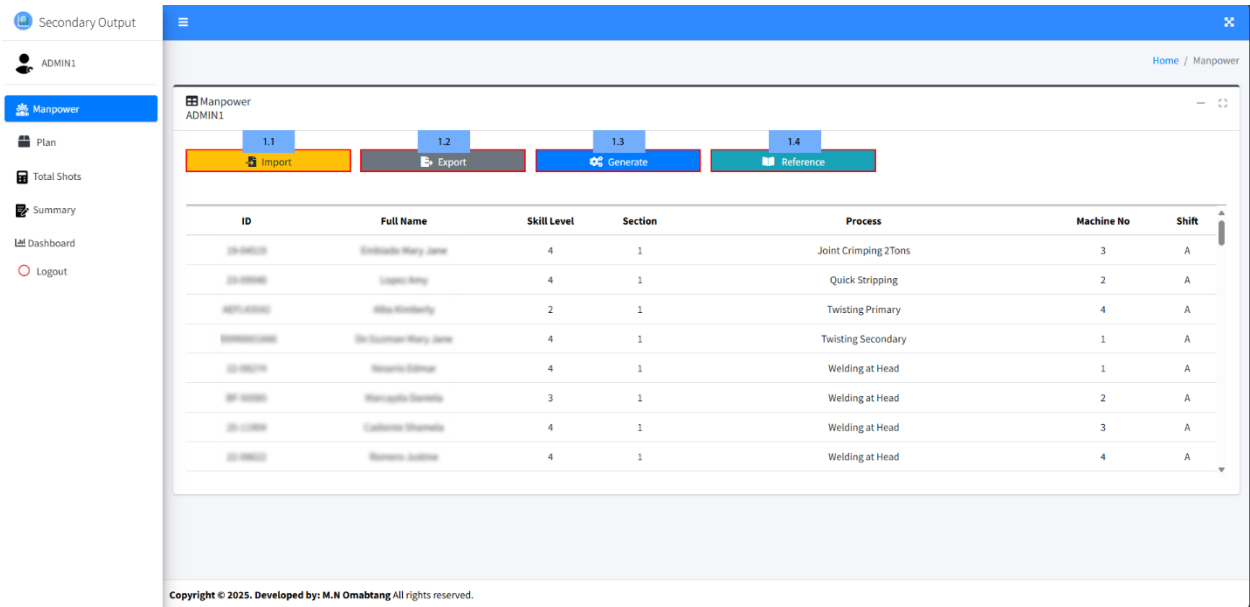 Secondary Output
ADMIN1
Manpower
Plan
Total Shots
Summary
Dashboard
Logout
Home / Manpower
Manpower
ADMIN1
1.1 1.2 1.3 1.4
Import Export Generate Reference
ID Full Name Skill Level Section Process Machine No Shift
4 1 Joint Crimping 2Tons 3 A
4 1 Quick Stripping 2 A
2 1 Twisting Primary 4 A
4 1 Twisting Secondary 1 A
4 1 Welding at Head 1 A
3 1 Welding at Head 2 A
4 1 Welding at Head 3 A
4 1 Welding at Head 4 A
Copyright © 2025. Developed by: M.N Omabtang All rights reserved.